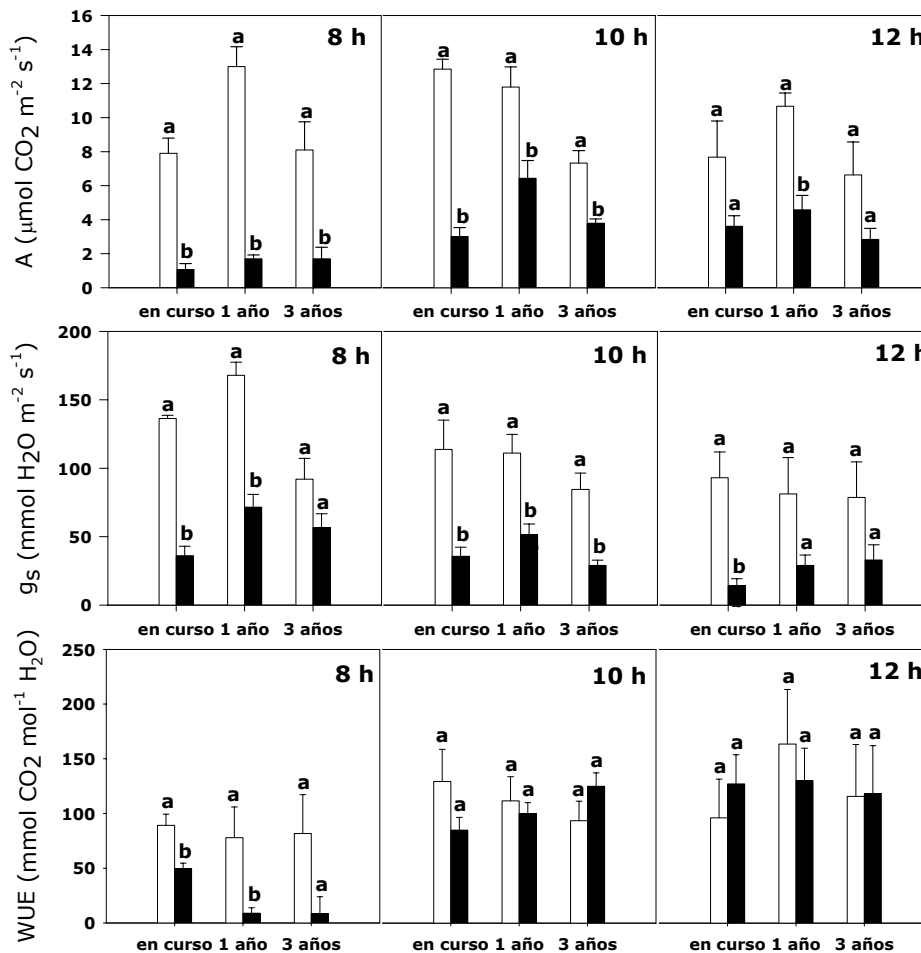 A (μmol CO2 m-2 s-1)
16
14
12
10
8
6
4
2
0
8 h
a
b
a
b
a
b
en curso 1 año 3 años
10 h
a
b
a
b
a
b
en curso 1 año 3 años
12 h
a
a
a
b
a
a
en curso 1 año 3 años
gs (mmol H2O m-2 s-1)
200
150
100
50
0
8 h
a
b
a
b
a
a
en curso 1 año 3 años
10 h
a
b
a
b
a
b
en curso 1 año 3 años
12 h
a
b
a
a
a
a
en curso 1 año 3 años
WUE (mmol CO2 mol-1 H2O)
250
200
150
100
50
0
8 h
a
b
a
b
a
a
en curso 1 año 3 años
10 h
a
a
a
a
a
a
en curso 1 año 3 años
12 h
a
a
a
a
a
a
en curso 1 año 3 años